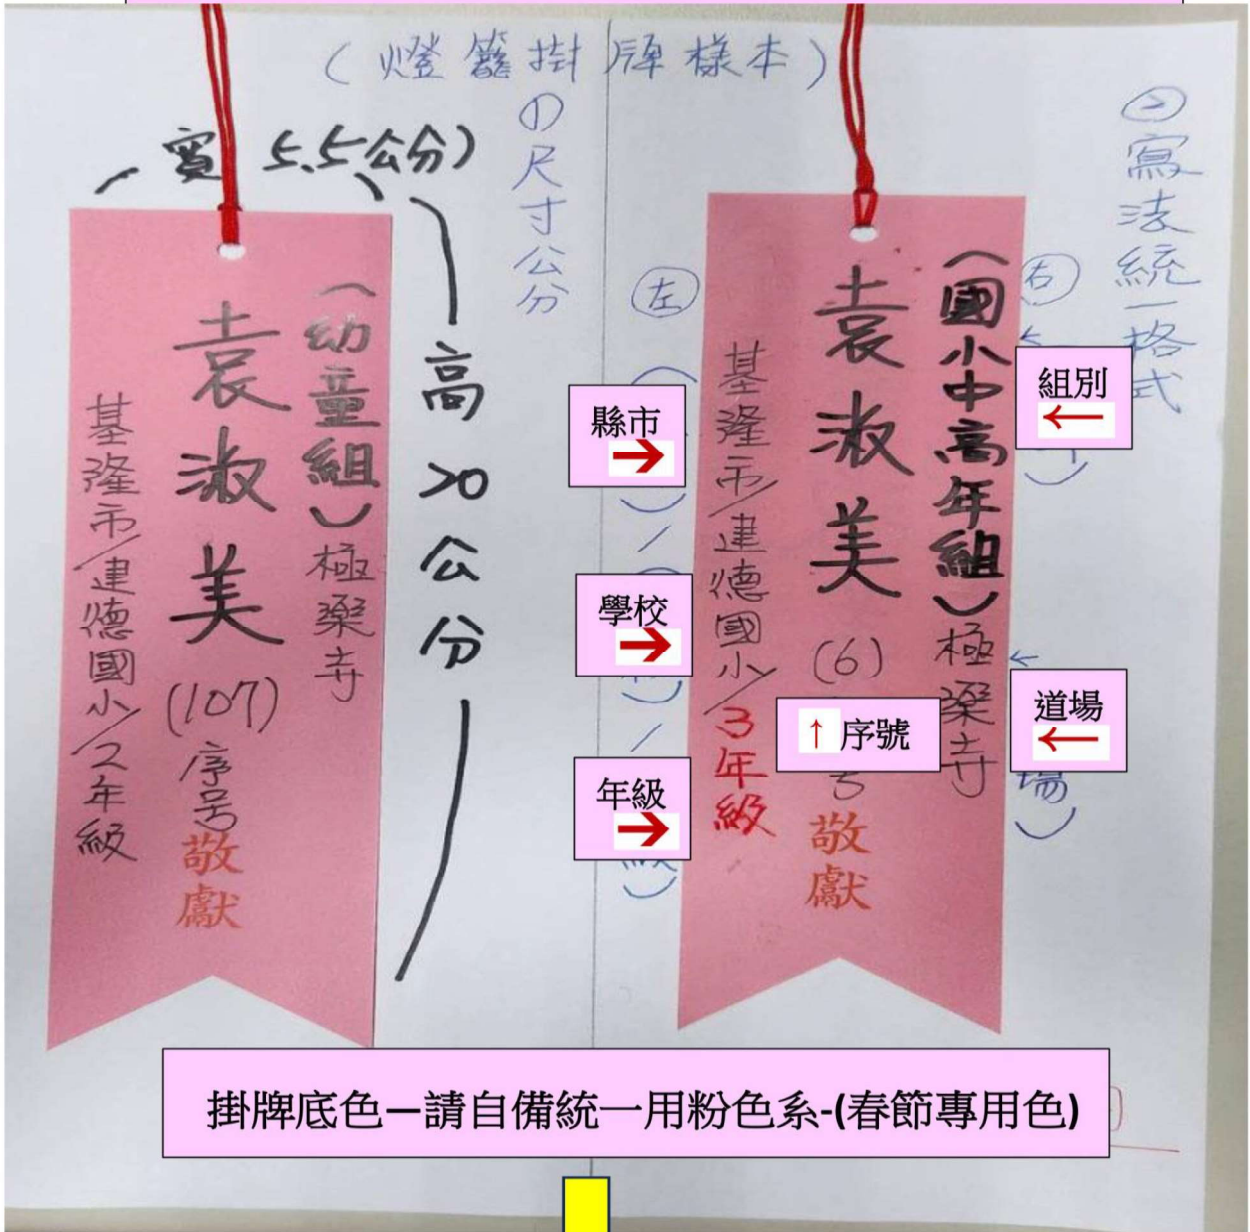 (燈籠掛牌樣本)
②寫法統一格式
①尺寸公分
寬 5.5公分)
高20公分
(幼童組)極樂寺
袁淑美(107)序号敬獻
基隆市/建德國小/2年級
右
左
(國小中高年組)極樂寺
袁淑美(6)号敬獻
基隆市/建德國小/3年級
組別
←
道場
←
場)
縣市
→
學校
→
年級
→
↑序號
掛牌底色—請自備統一用粉色系-(春節專用色)